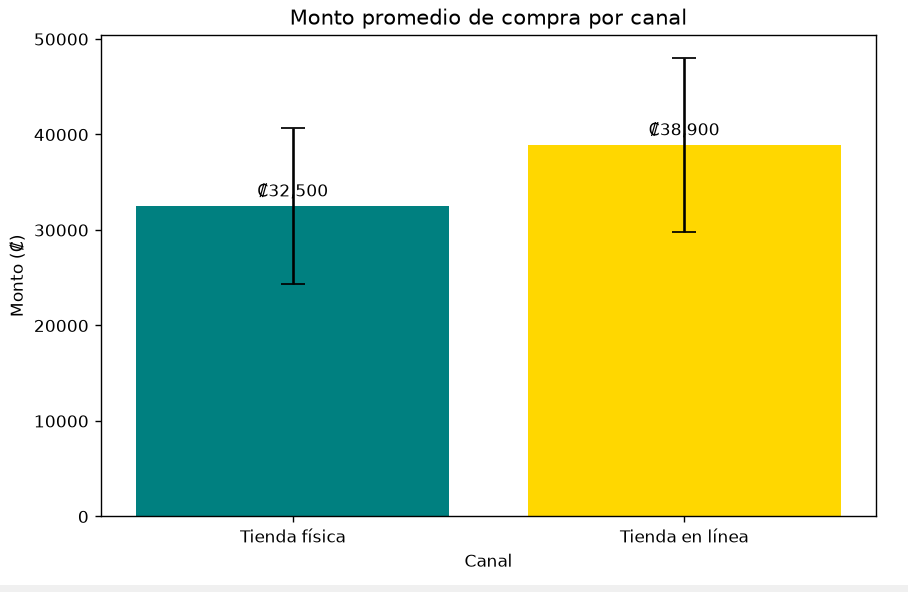 Monto promedio de compra por canal
50000
40000
30000
20000
10000
0
Monto (₡)
₡32,500
₡38,900
Tienda física
Tienda en línea
Canal